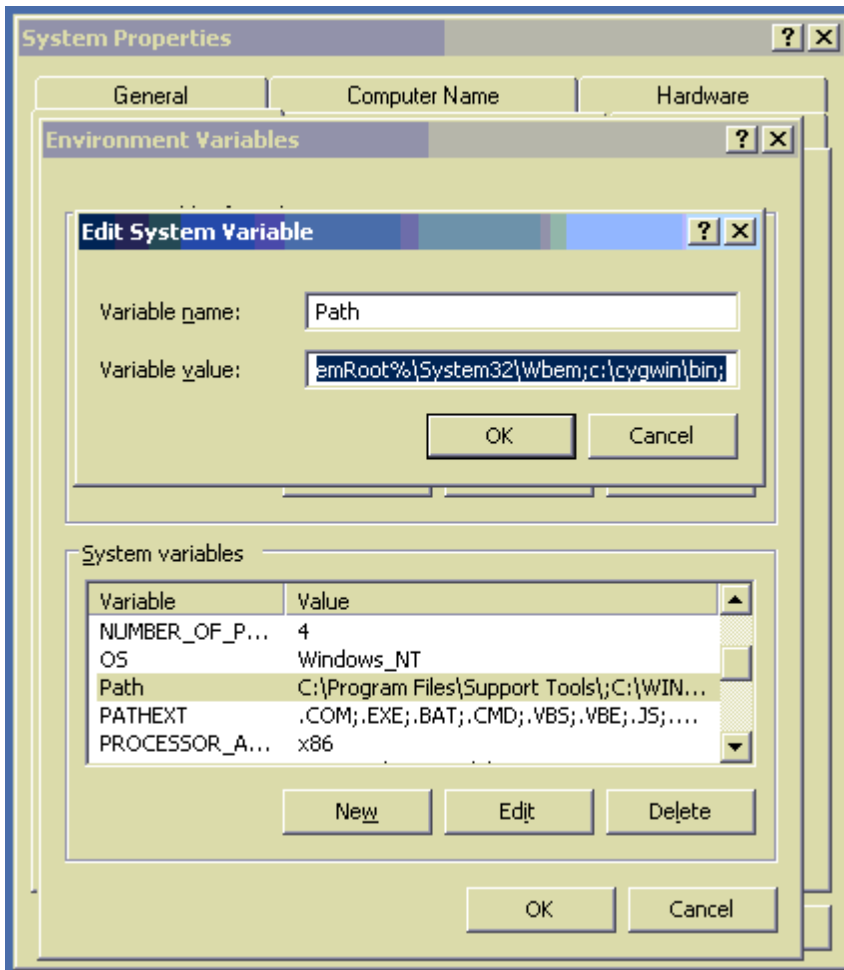 System Properties
General Computer Name Hardware
Environment Variables
Edit System Variable
Variable name: Path
Variable value: emRoot%\System32\Wbem;c:\cygwin\bin;
OK Cancel
System variables
Variable Value
NUMBER_OF_P... 4
OS Windows_NT
Path C:\Program Files\Support Tools\;C:\WIN...
PATHEXT .COM;.EXE;.BAT;.CMD;.VBS;.VBE;.JS;....
PROCESSOR_A... x86
New Edit Delete
OK Cancel